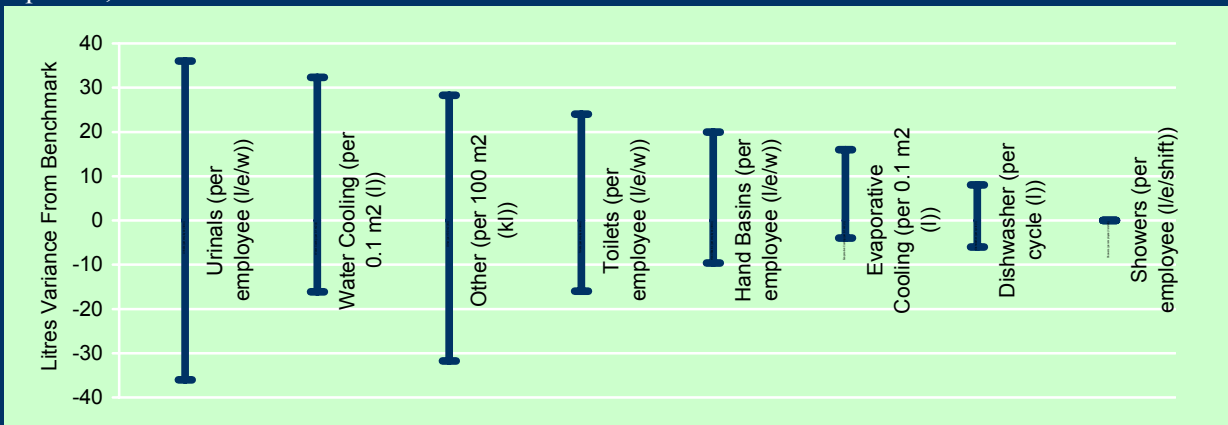 Litres Variance From Benchmark
40
30
20
10
0
-10
-20
-30
-40
Urinals (per
employee (l/e/w))
Water Cooling (per
0.1 m2 (l))
Other (per 100 m2
(kl))
Toilets (per
employee (l/e/w))
Hand Basins (per
employee (l/e/w))
Evaporative
Cooling (per 0.1 m2
(l))
Dishwasher (per
cycle (l))
Showers (per
employee (l/e/shift))